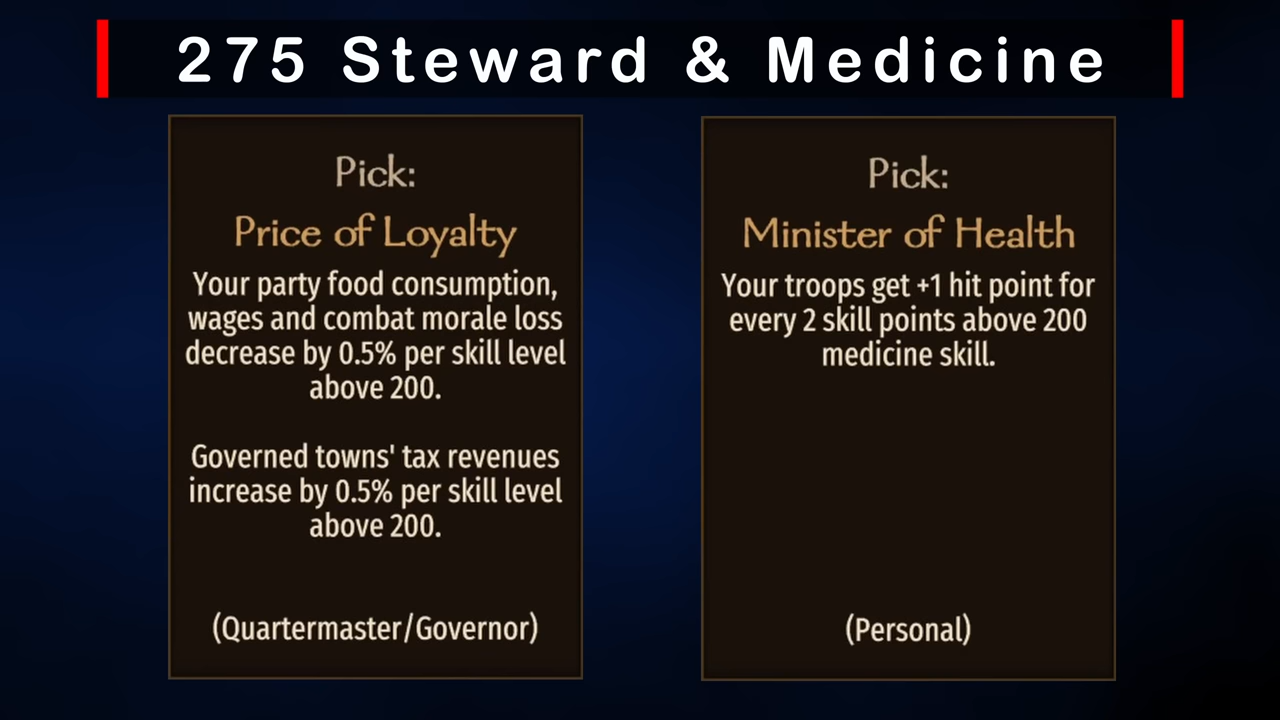 275 Steward & Medicine
Pick:
Price of Loyalty
Your party food consumption,
wages and combat morale loss
decrease by 0.5% per skill level
above 200.
Governed towns' tax revenues
increase by 0.5% per skill level
above 200.
(Quartermaster/Governor)
Pick:
Minister of Health
Your troops get +1 hit point for
every 2 skill points above 200
medicine skill.
(Personal)